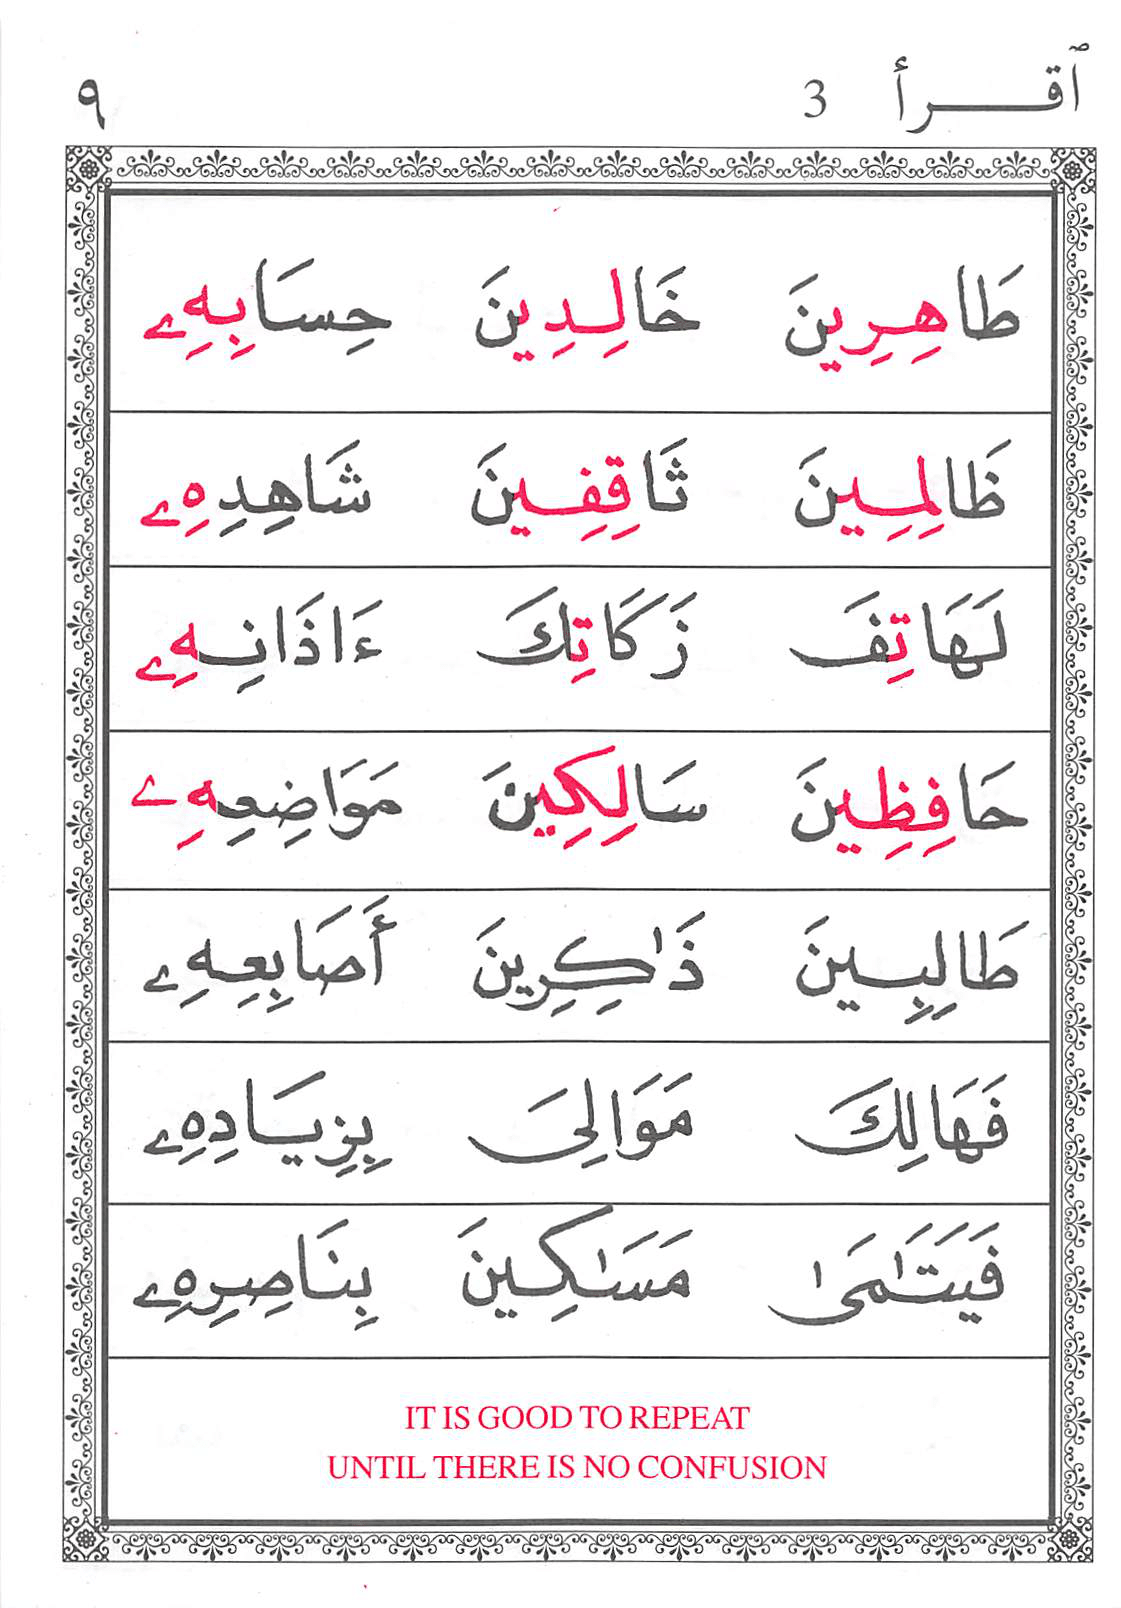 ٱقرأ 3 ٩
طَاهِرِينَ خَالِدِينَ حِسَابِهِے
ظَالِمِينَ ثَاقِفِينَ شَاهِدِهِے
لَهَاتِفَ زَكَاتِكَ ءَاذَانِهِے
حَافِظِينَ سَالِكِينَ مَوَاضِعِهِے
طَالِبِينَ ذَٰكِرِينَ أَصَابِعِهِے
فَهَالِكَ مَوَالِىَ بِزِيَادِهِے
فَيَتَٰمَىٰ مَسَٰكِينَ بِنَاصِرِهِے
IT IS GOOD TO REPEAT
UNTIL THERE IS NO CONFUSION